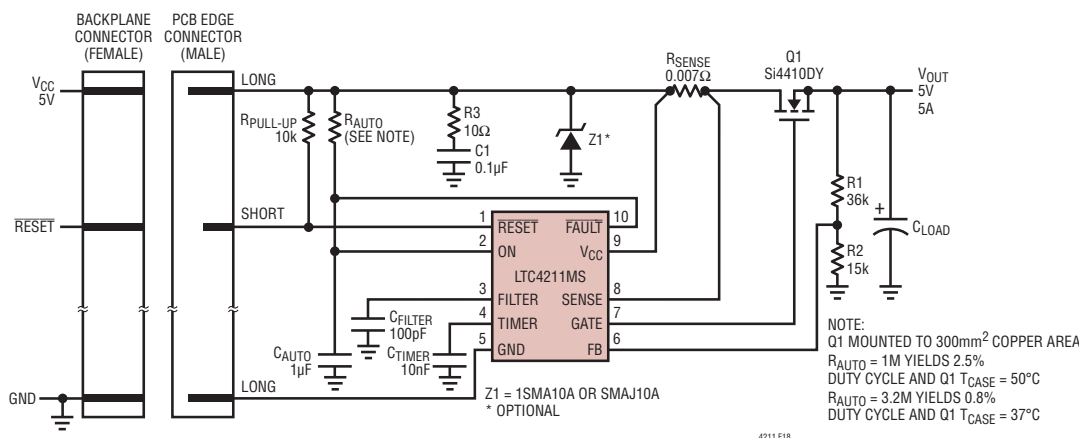 BACKPLANE
CONNECTOR
(FEMALE)
PCB EDGE
CONNECTOR
(MALE)
VCC
5V
LONG
RPULL-UP
10k
RAUTO
(SEE NOTE)
R3
10Ω
C1
0.1µF
Z1*
RSENSE
0.007Ω
Q1
Si4410DY
VOUT
5V
5A
R1
36k
R2
15k
+
CLOAD
RESET
SHORT
1
RESET
FAULT
10
2
ON
VCC
9
LTC4211MS
3
FILTER
SENSE
8
4
TIMER
GATE
7
5
GND
FB
6
CFILTER
100pF
CAUTO
1µF
CTIMER
10nF
LONG
GND
Z1 = 1SMA10A OR SMAJ10A
* OPTIONAL
NOTE:
Q1 MOUNTED TO 300mm² COPPER AREA
RAUTO = 1M YIELDS 2.5%
DUTY CYCLE AND Q1 TCASE = 50°C
RAUTO = 3.2M YIELDS 0.8%
DUTY CYCLE AND Q1 TCASE = 37°C
4211 F18